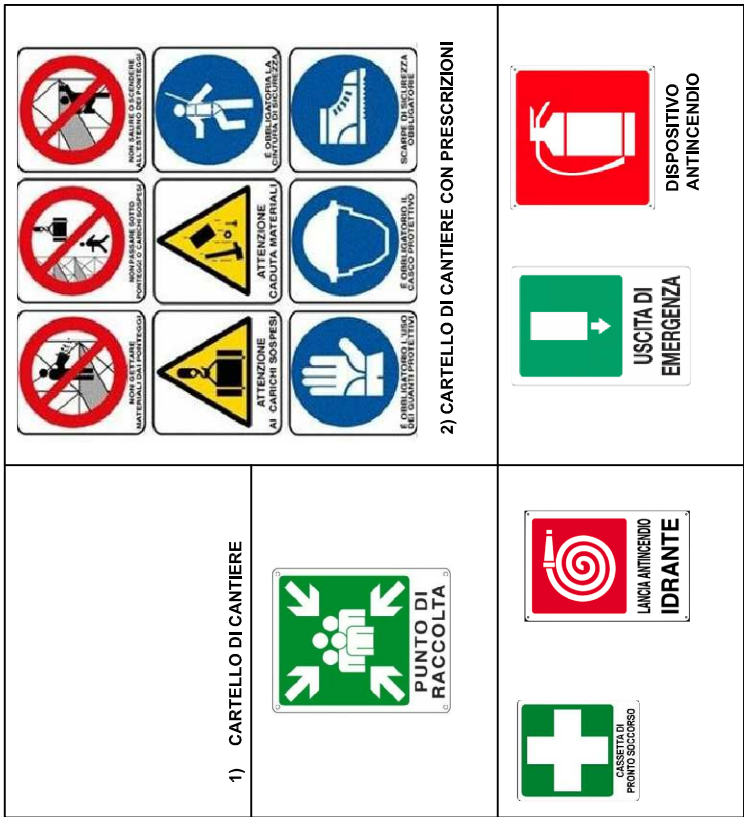 1) CARTELLO DI CANTIERE
NON GETTARE
MATERIALI DAI PONTEGGI
NON PASSARE SOTTO
PONTEGGI O CARICHI SOSPESI
NON SALIRE O SCENDERE
ALL'ESTERNO DEI PONTEGGI
ATTENZIONE
AI CARICHI SOSPESI
ATTENZIONE
CADUTA MATERIALI
È OBBLIGATORIA LA
CINTURA DI SICUREZZA
È OBBLIGATORIO L'USO
DEI GUANTI PROTETTIVI
È OBBLIGATORIO IL
CASCO PROTETTIVO
SCARPE DI SICUREZZA
OBBLIGATORIE
2) CARTELLO DI CANTIERE CON PRESCRIZIONI
PUNTO DI
RACCOLTA
CASSETTA DI
PRONTO SOCCORSO
LANCIA ANTINCENDIO
IDRANTE
USCITA DI
EMERGENZA
DISPOSITIVO
ANTINCENDIO